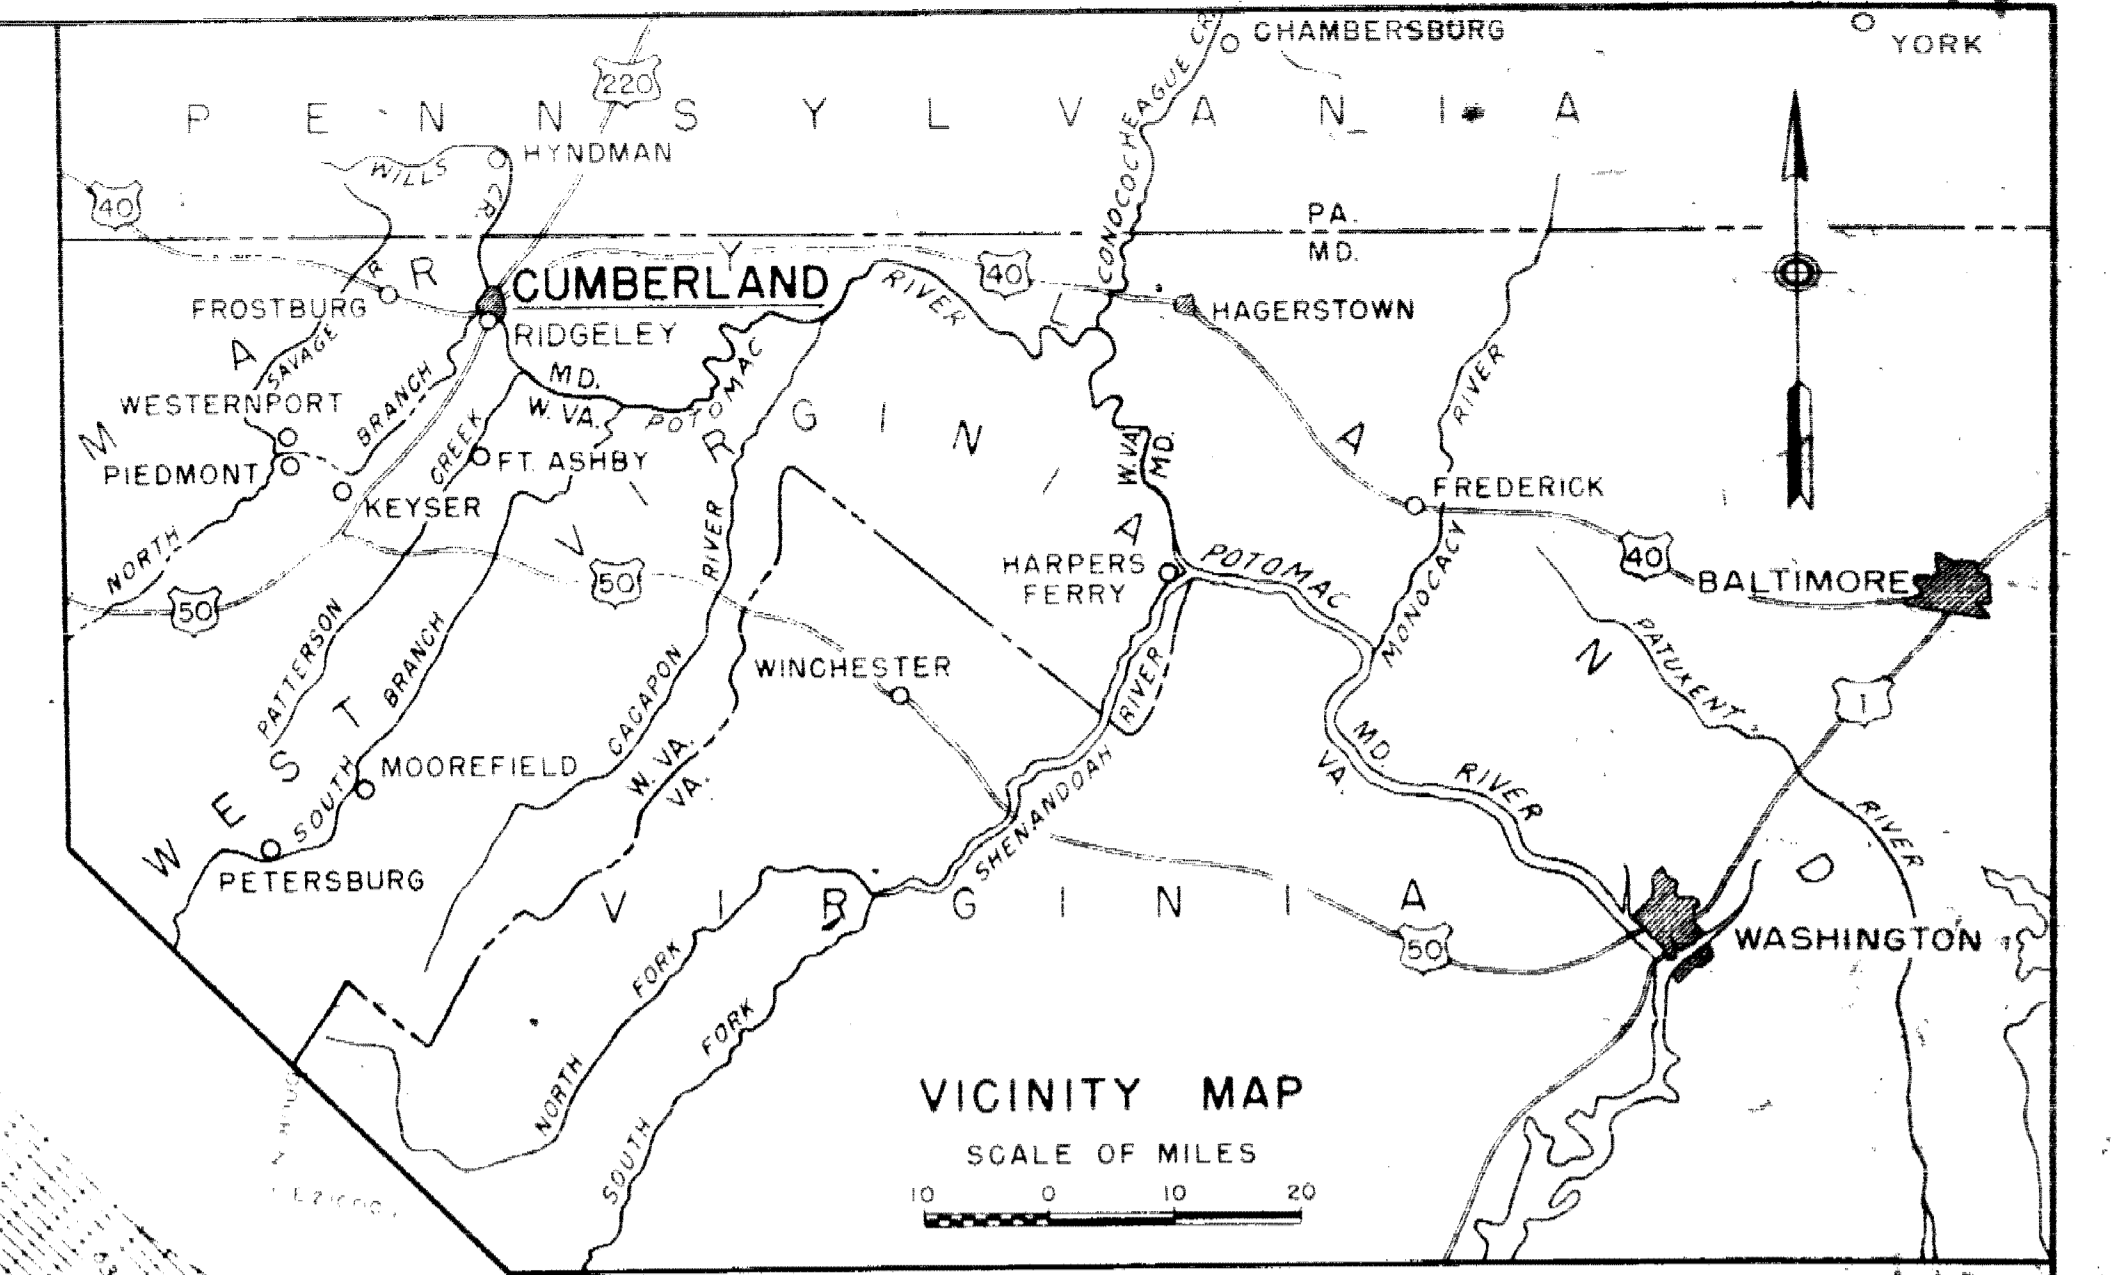 CHAMBERSBURG
YORK
220
PENNSYLVANIA
CONOCOCHEAGUE CR.
HYNDMAN
WILLS CR.
40
PA.
MD.
MARYLAND
CUMBERLAND
40
FROSTBURG
HAGERSTOWN
RIDGELEY
SAVAGE R.
MD.
W. VA.
POTOMAC RIVER
WESTERNPORT
NORTH BRANCH
PIEDMONT
KEYSER
PATTERSON CREEK
FT. ASHBY
W. VA.
MD.
RIVER
FREDERICK
WEST VIRGINIA
50
50
CACAPON RIVER
HARPERS
FERRY
POTOMAC
MONOCACY
40
BALTIMORE
PATUXENT
SOUTH BRANCH
WINCHESTER
RIVER
1
MOOREFIELD
W. VA.
VA.
SHENANDOAH
MD.
VA.
RIVER
RIVER
PETERSBURG
VIRGINIA
50
WASHINGTON
NORTH FORK
SOUTH FORK
VICINITY MAP
SCALE OF MILES
10 0 10 20